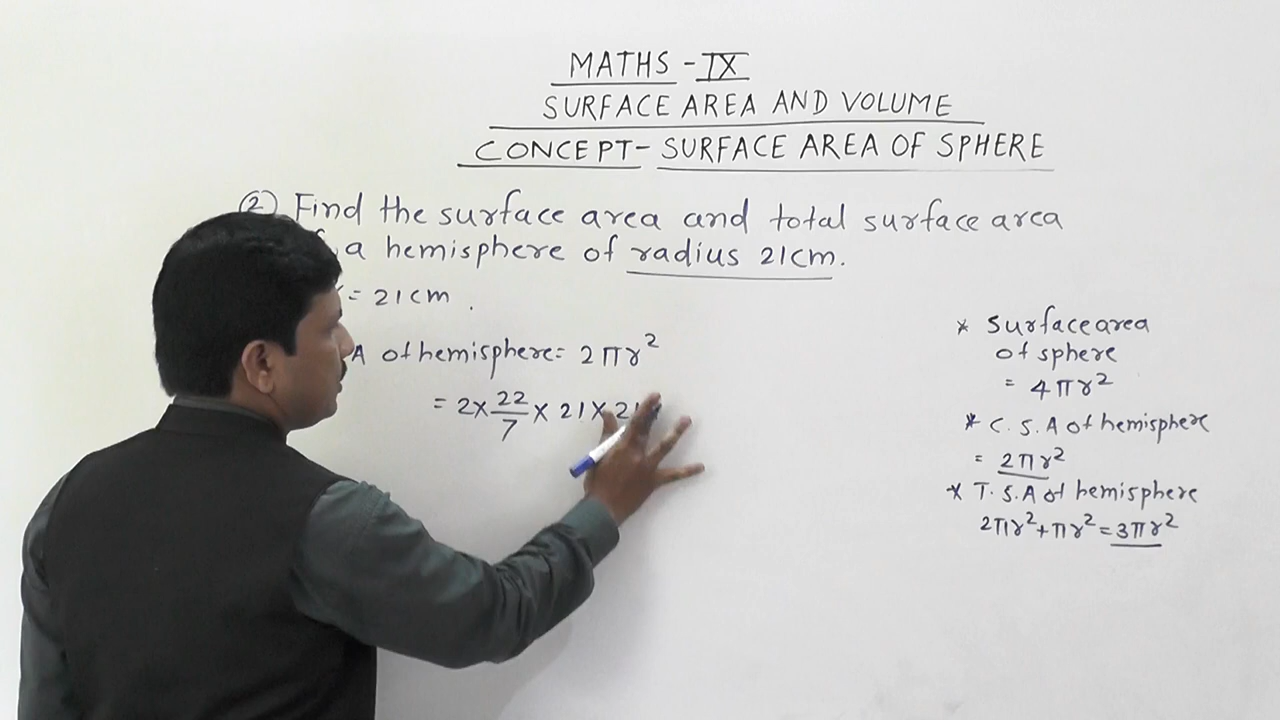 MATHS - IX
SURFACE AREA AND VOLUME
CONCEPT- SURFACE AREA OF SPHERE
② Find the surface area and total surface area
a hemisphere of radius 21cm.
= 21cm.
A of hemisphere = 2πr²
= 2× 22/7 × 21× 21
* Surface area
of sphere
= 4πr²
* C.S.A of hemisphere
= 2πr²
* T.S.A of hemisphere
2πr²+πr² = 3πr²